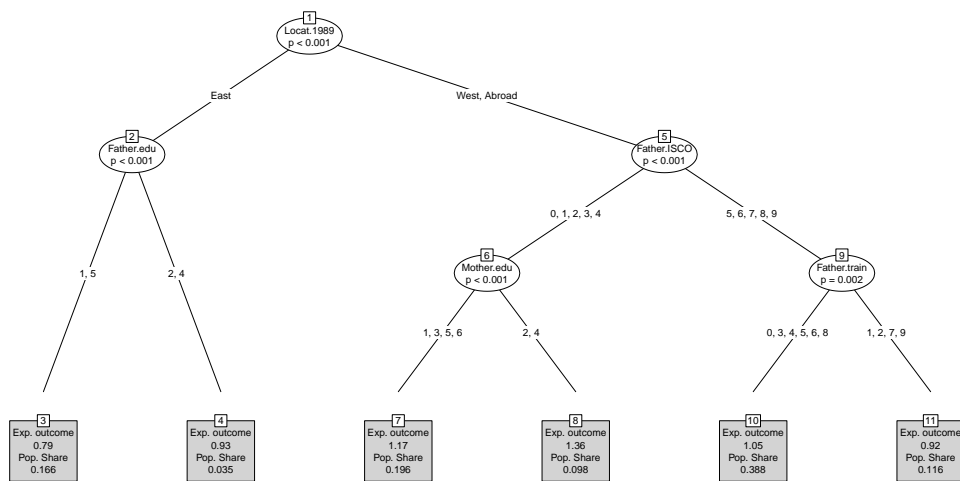 1
Locat.1989
p < 0.001
East
West, Abroad
2
Father.edu
p < 0.001
5
Father.ISCO
p < 0.001
1, 5
2, 4
0, 1, 2, 3, 4
5, 6, 7, 8, 9
6
Mother.edu
p < 0.001
9
Father.train
p = 0.002
1, 3, 5, 6
2, 4
0, 3, 4, 5, 6, 8
1, 2, 7, 9
3
Exp. outcome
0.79
Pop. Share
0.166
4
Exp. outcome
0.93
Pop. Share
0.035
7
Exp. outcome
1.17
Pop. Share
0.196
8
Exp. outcome
1.36
Pop. Share
0.098
10
Exp. outcome
1.05
Pop. Share
0.388
11
Exp. outcome
0.92
Pop. Share
0.116